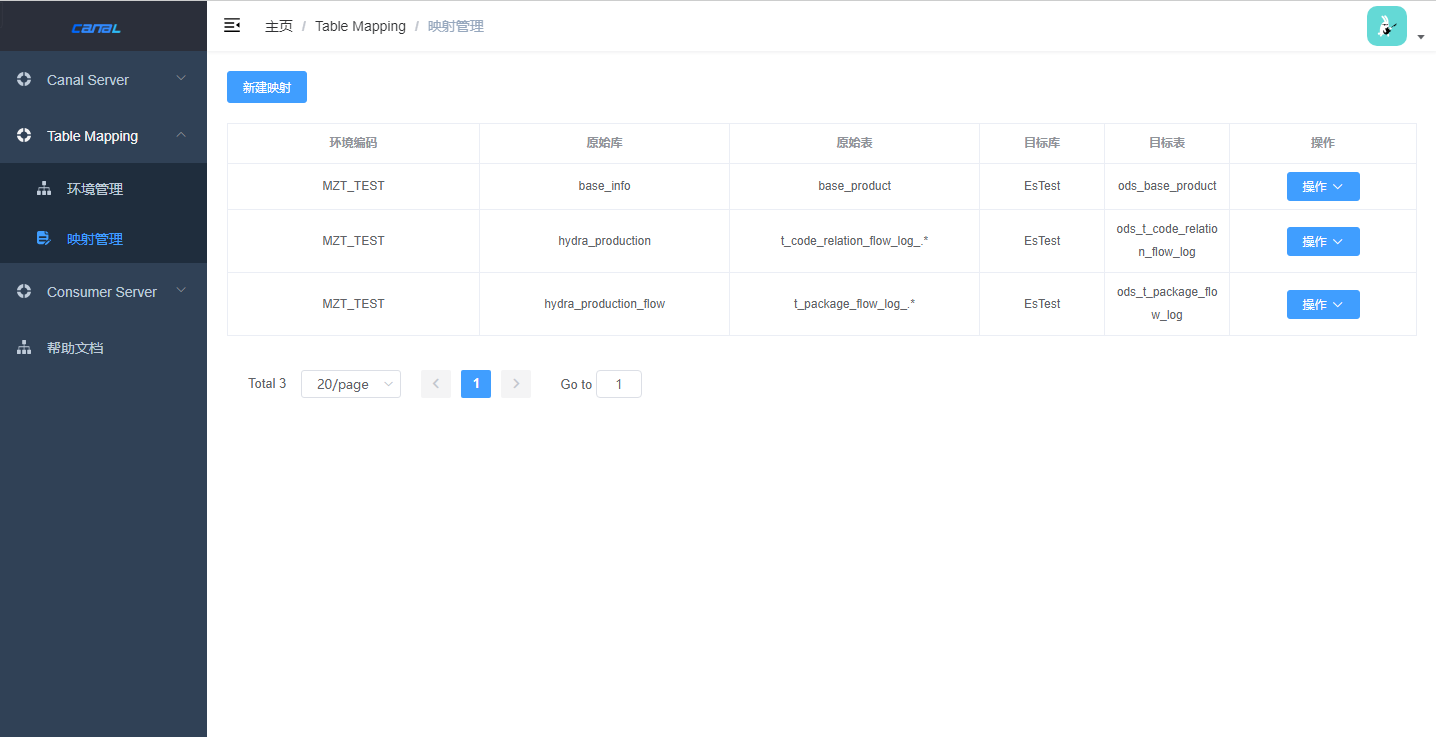 canal
主页 / Table Mapping / 映射管理
Canal Server
Table Mapping
环境管理
映射管理
Consumer Server
帮助文档
新建映射
环境编码 原始库 原始表 目标库 目标表 操作
MZT_TEST base_info base_product EsTest ods_base_product 操作
MZT_TEST hydra_production t_code_relation_flow_log_.* EsTest ods_t_code_relatio
n_flow_log 操作
MZT_TEST hydra_production_flow t_package_flow_log_.* EsTest ods_t_package_flo
w_log 操作
Total 3 20/page 1 Go to 1